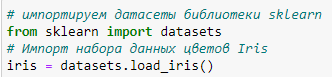 # импортируем датасеты библиотеки sklearn
from sklearn import datasets
# Импорт набора данных цветов Iris
iris = datasets.load_iris()